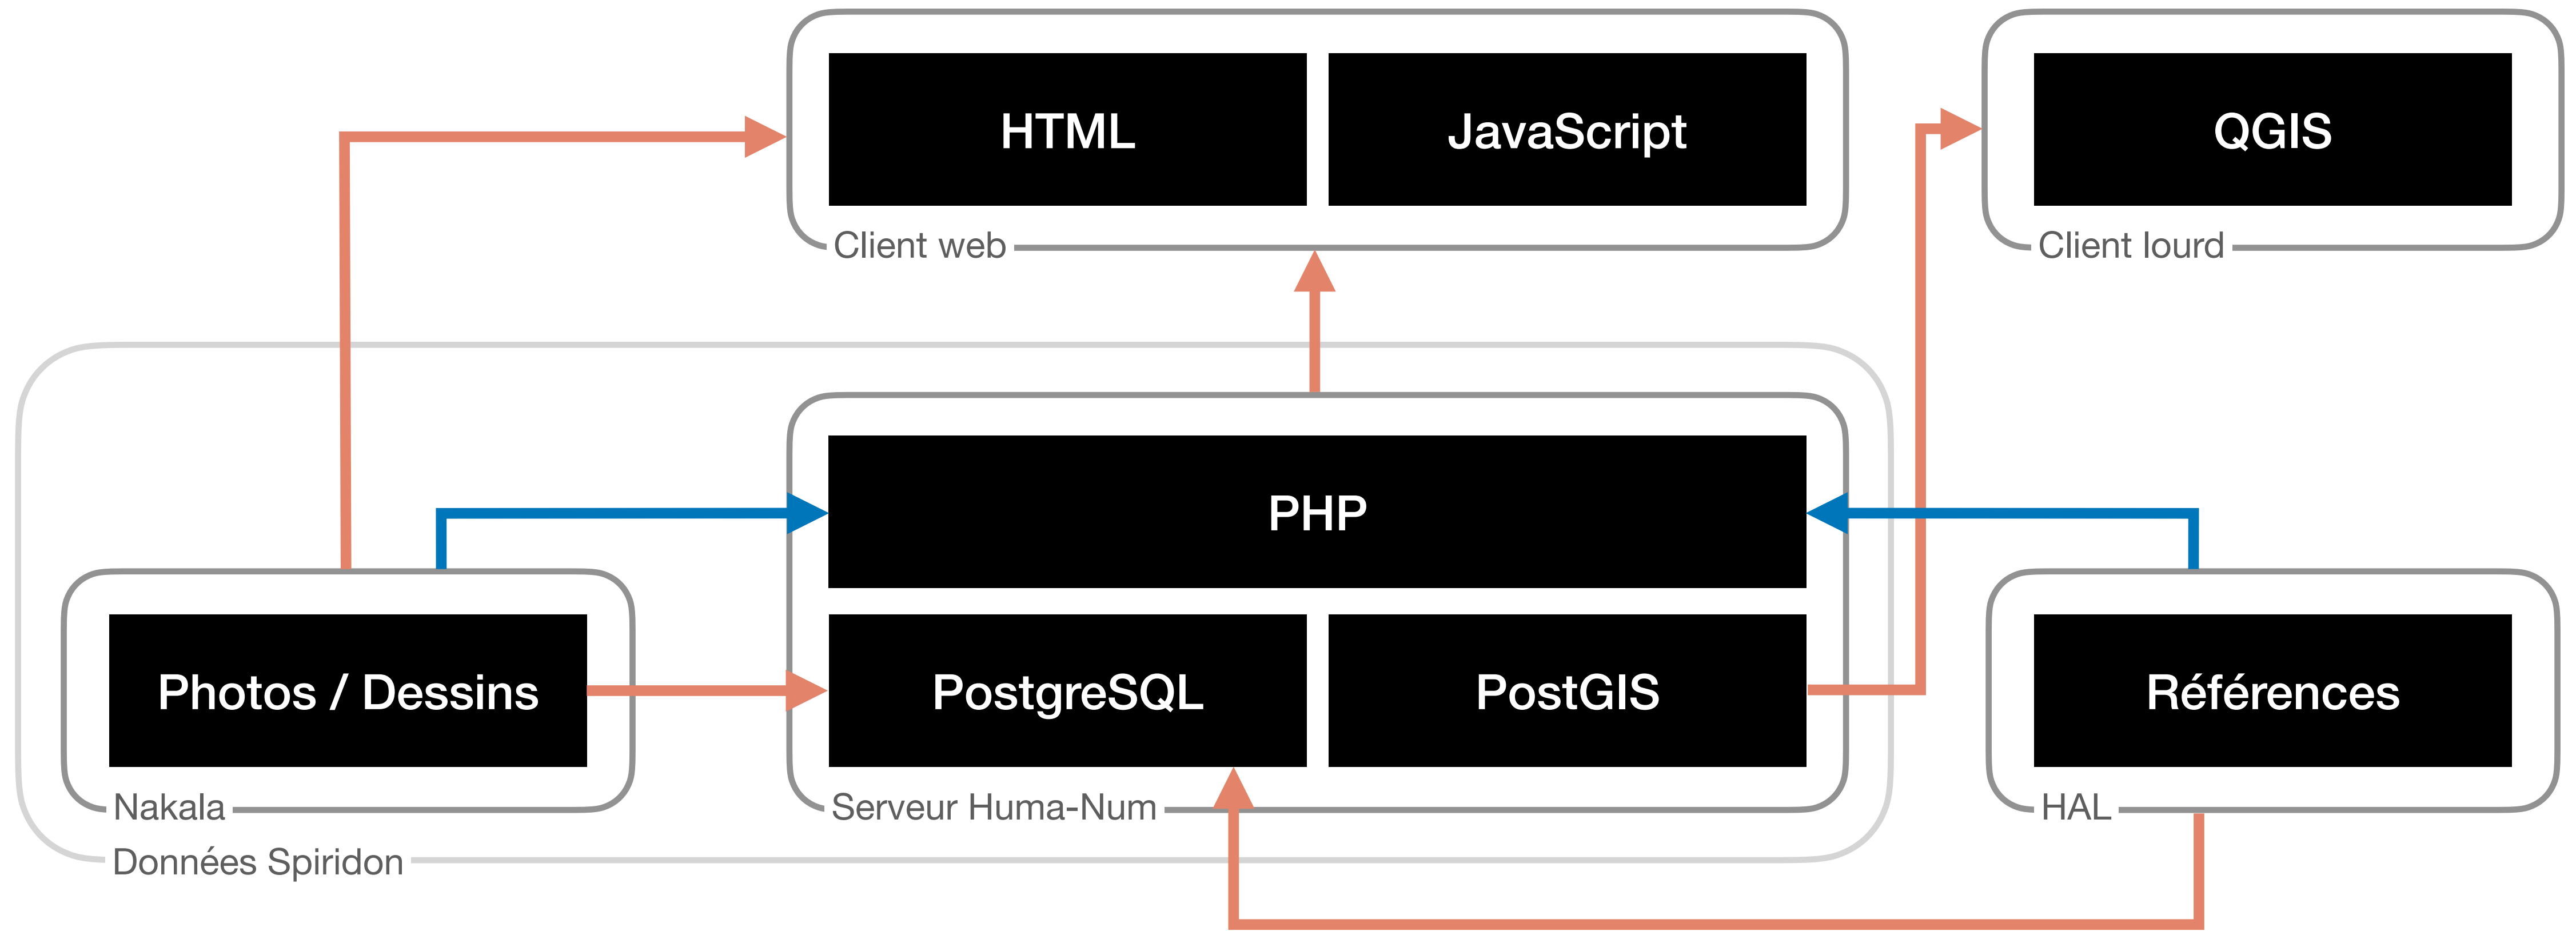 HTML
JavaScript
QGIS
Client web
Client lourd
PHP
Photos / Dessins
PostgreSQL
PostGIS
Références
Nakala
Serveur Huma-Num
HAL
Données Spiridon